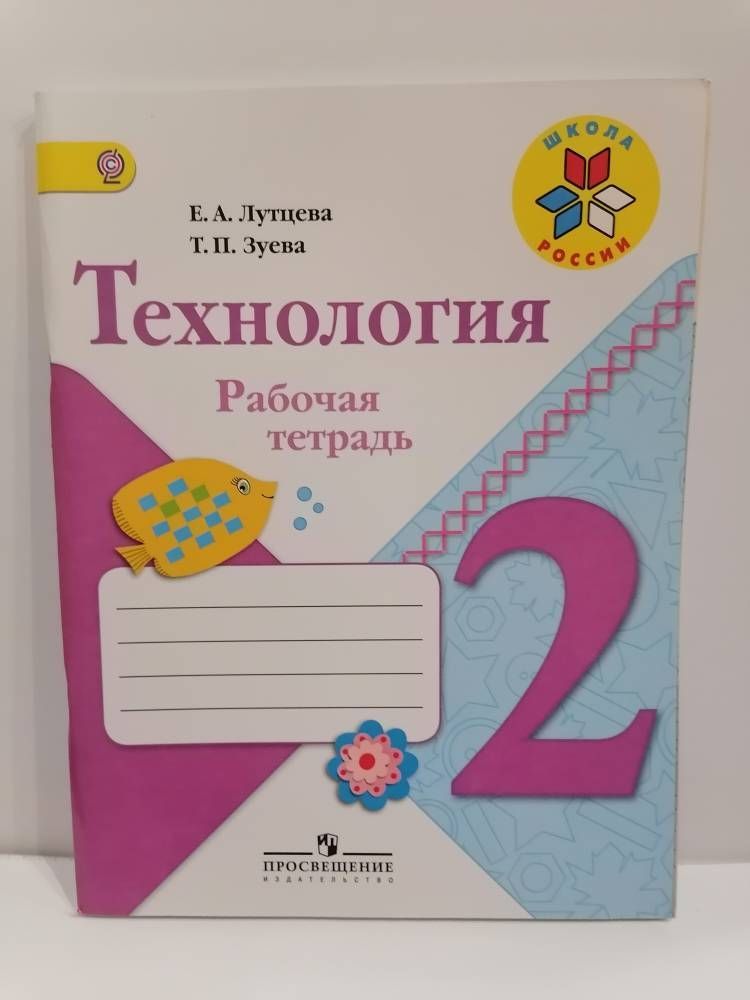 ШКОЛА
РОССИИ
Е. А. Лутцева
Т. П. Зуева
Технология
Рабочая
тетрадь
2
ПРОСВЕЩЕНИЕ
ИЗДАТЕЛЬСТВО